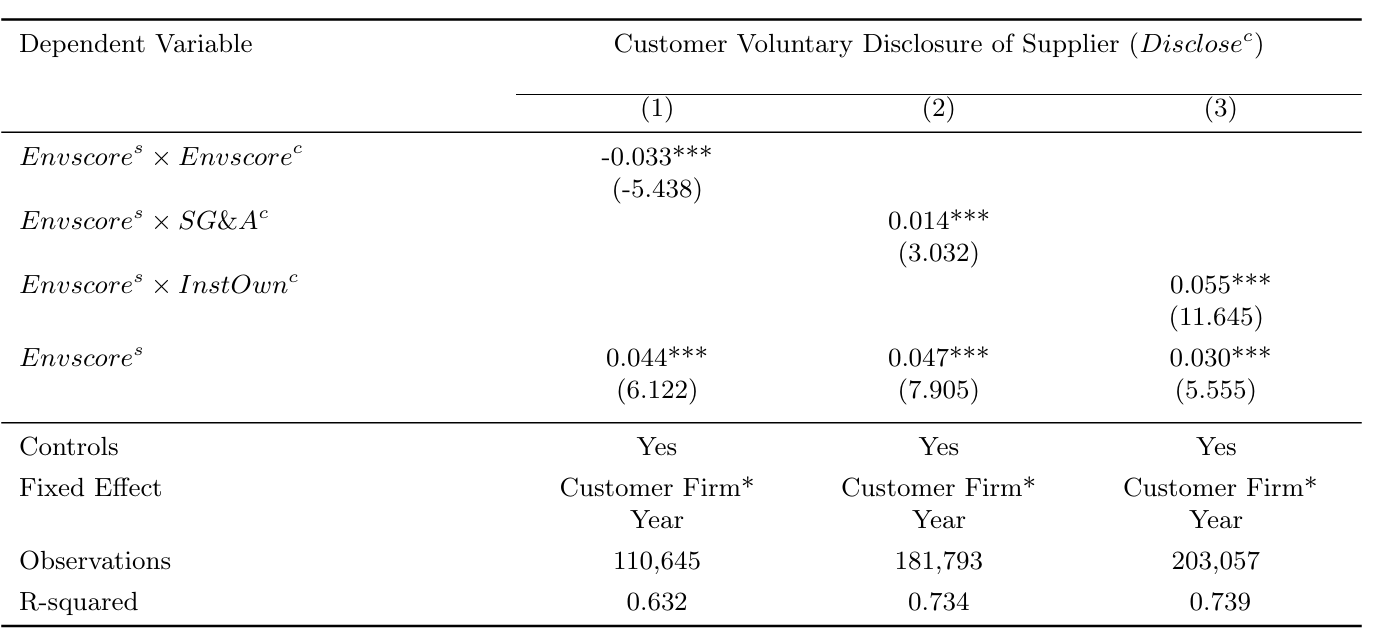 Dependent Variable Customer Voluntary Disclosure of Supplier (Disclose^c)
(1) (2) (3)
Envscore^s × Envscore^c -0.033***
(-5.438)
Envscore^s × SG&A^c 0.014***
(3.032)
Envscore^s × InstOwn^c 0.055***
(11.645)
Envscore^s 0.044*** 0.047*** 0.030***
(6.122) (7.905) (5.555)
Controls Yes Yes Yes
Fixed Effect Customer Firm* Customer Firm* Customer Firm*
Year Year Year
Observations 110,645 181,793 203,057
R-squared 0.632 0.734 0.739